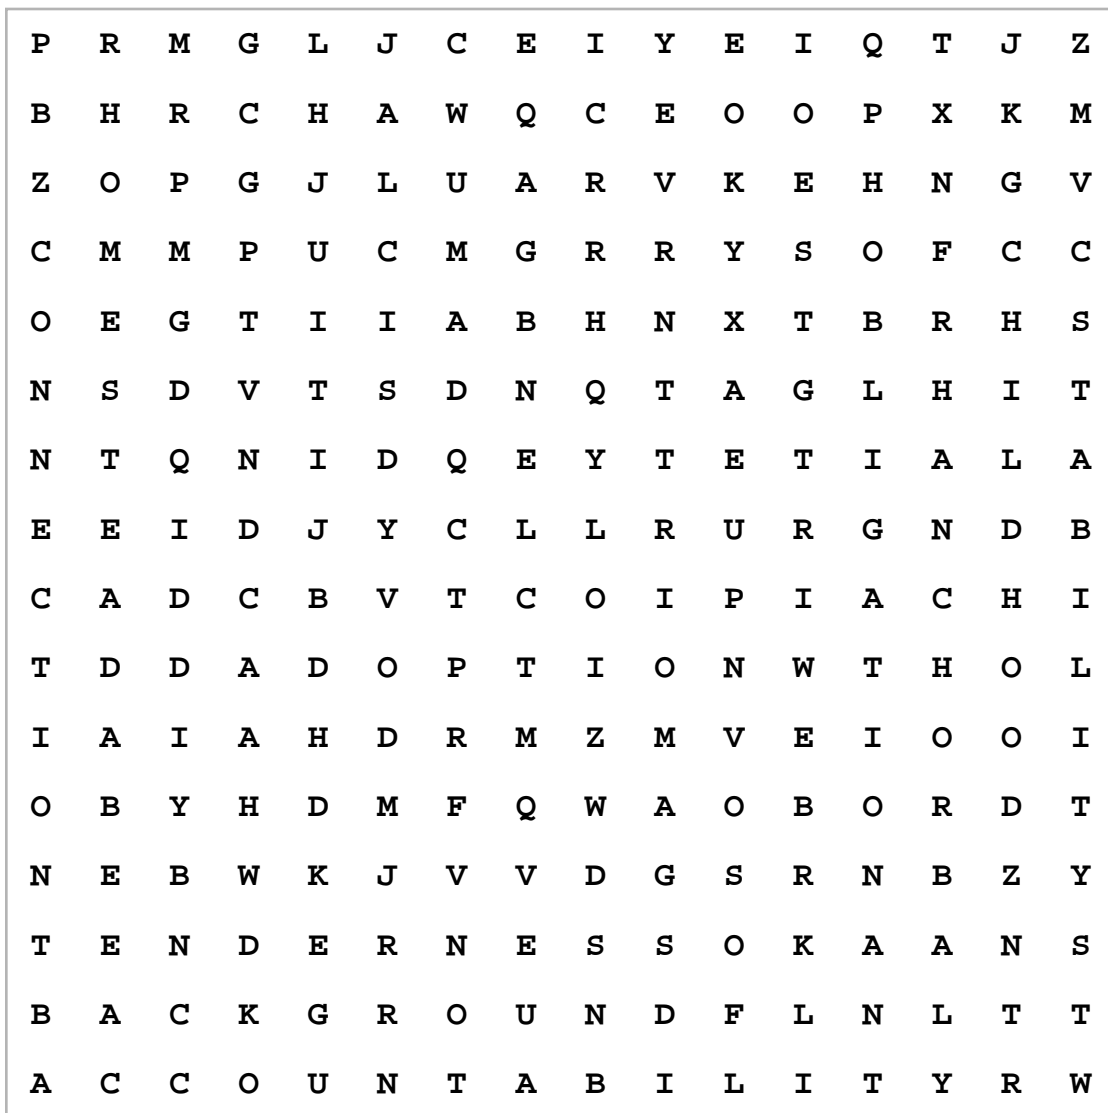 P R M G L J C E I Y E I Q T J Z
B H R C H A W Q C E O O P X K M
Z O P G J L U A R V K E H N G V
C M M P U C M G R R Y S O F C C
O E G T I I A B H N X T B R H S
N S D V T S D N Q T A G L H I T
N T Q N I D Q E Y T E T I A L A
E E I D J Y C L L R U R G N D B
C A D C B V T C O I P I A C H I
T D D A D O P T I O N W T H O L
I A I A H D R M Z M V E I O O I
O B Y H D M F Q W A O B O R D T
N E B W K J V V D G S R N B Z Y
T E N D E R N E S S O K A A N S
B A C K G R O U N D F L N L T T
A C C O U N T A B I L I T Y R W